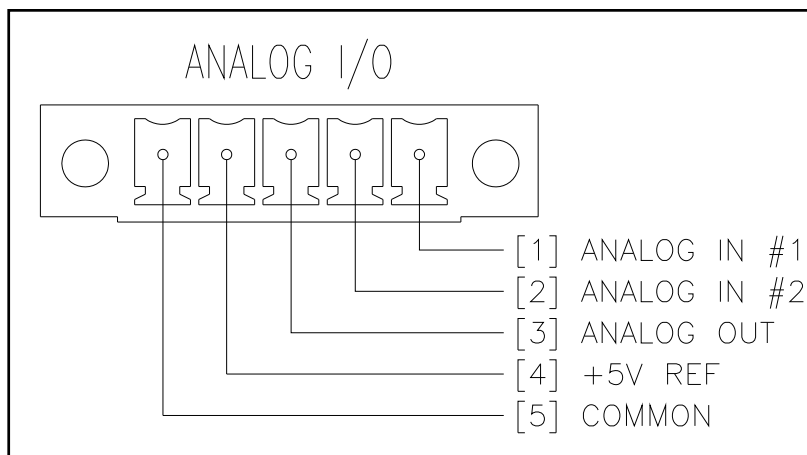 ANALOG I/O
[1] ANALOG IN #1
[2] ANALOG IN #2
[3] ANALOG OUT
[4] +5V REF
[5] COMMON